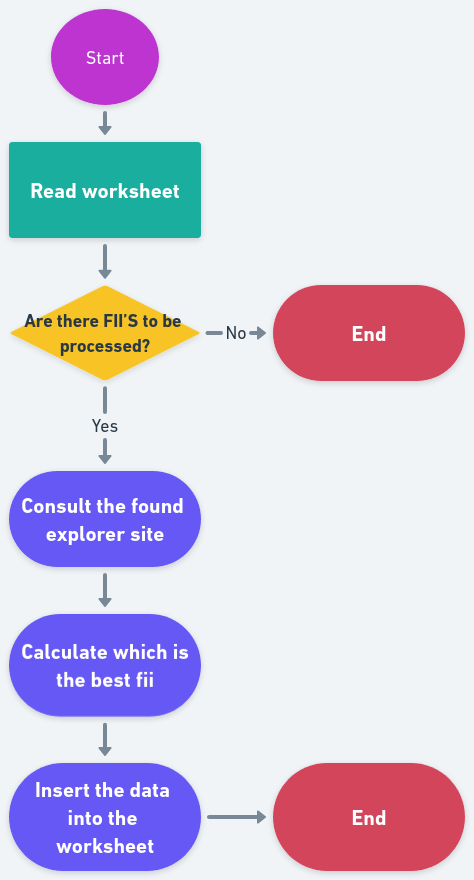 Start
Read worksheet
Are there FII'S to be
processed?
No
End
Yes
Consult the found
explorer site
Calculate which is
the best fii
Insert the data
into the
worksheet
End